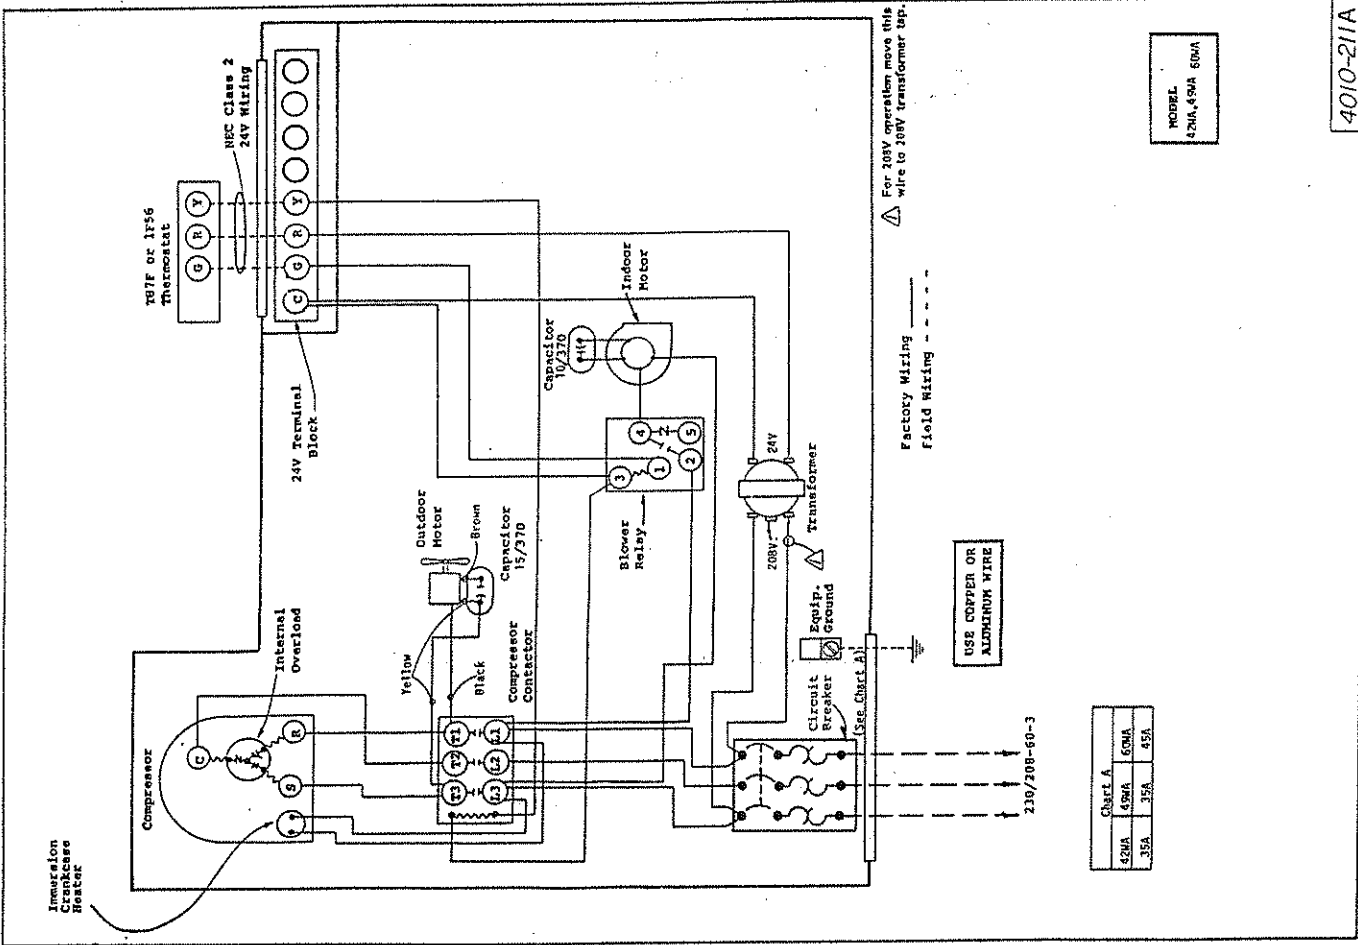 4010-211A
MODEL
42WA,49WA 60WA
⚠ For 208V operation move this
wire to 208V transformer tap.
NEC Class 2
24V Wiring
T87F or 1F56
Thermostat
G
R
Y
C
G
R
Y
24V Terminal
Block
Indoor
Motor
Capacitor
10/370
Factory Wiring
Field Wiring
Outdoor
Motor
Brown
Capacitor
15/370
4
5
3
1
2
Blower
Relay
24V
208V
Transformer
Internal
Overload
Yellow
Black
Compressor
Contactor
Compressor
C
R
S
T1
T2
T3
L1
L2
L3
Immersion
Crankcase
Heater
Equip.
Ground
Circuit
Breaker
(See Chart A)
USE COPPER OR
ALUMINUM WIRE
230/208-60-3
Chart A
42WA 49WA 60WA
35A 35A 45A